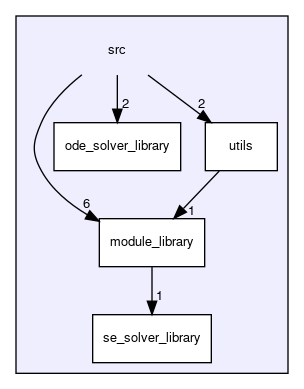 src
2
2
ode_solver_library
utils
6
1
module_library
1
se_solver_library